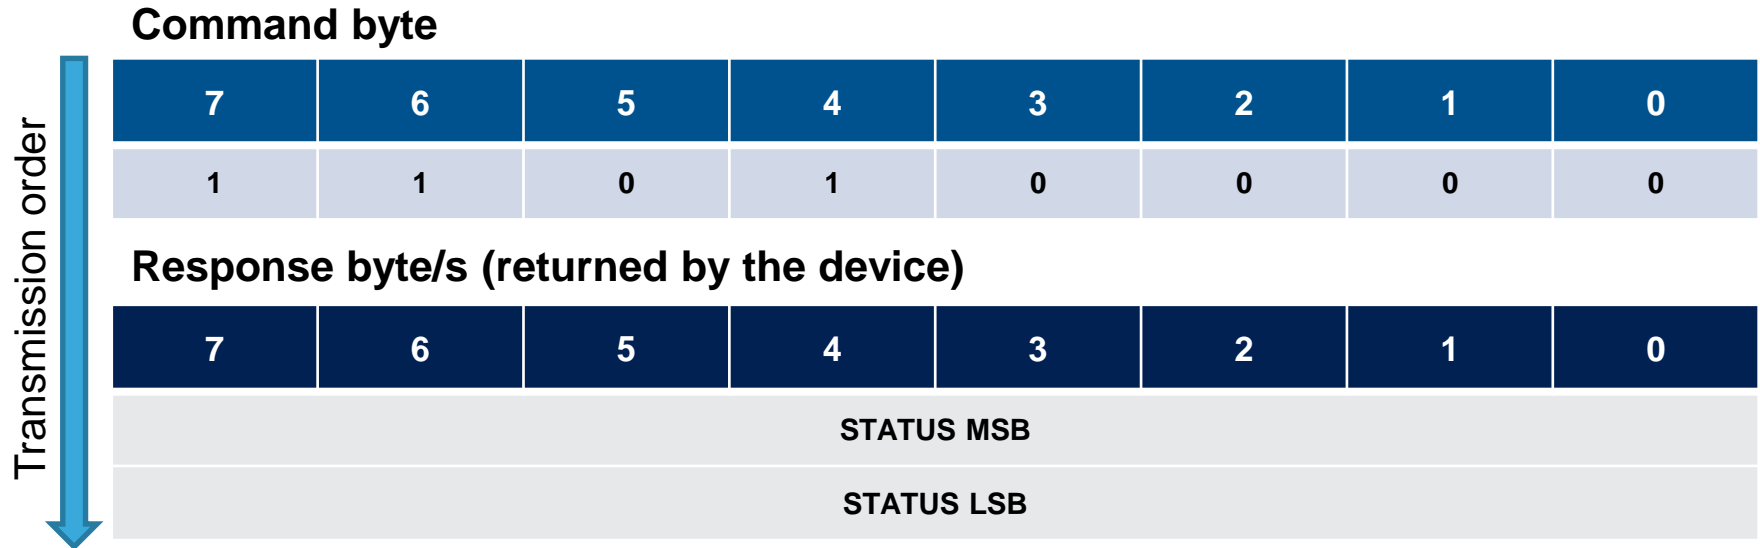 Command byte
7 6 5 4 3 2 1 0
1 1 0 1 0 0 0 0
Response byte/s (returned by the device)
7 6 5 4 3 2 1 0
STATUS MSB
STATUS LSB
Transmission order